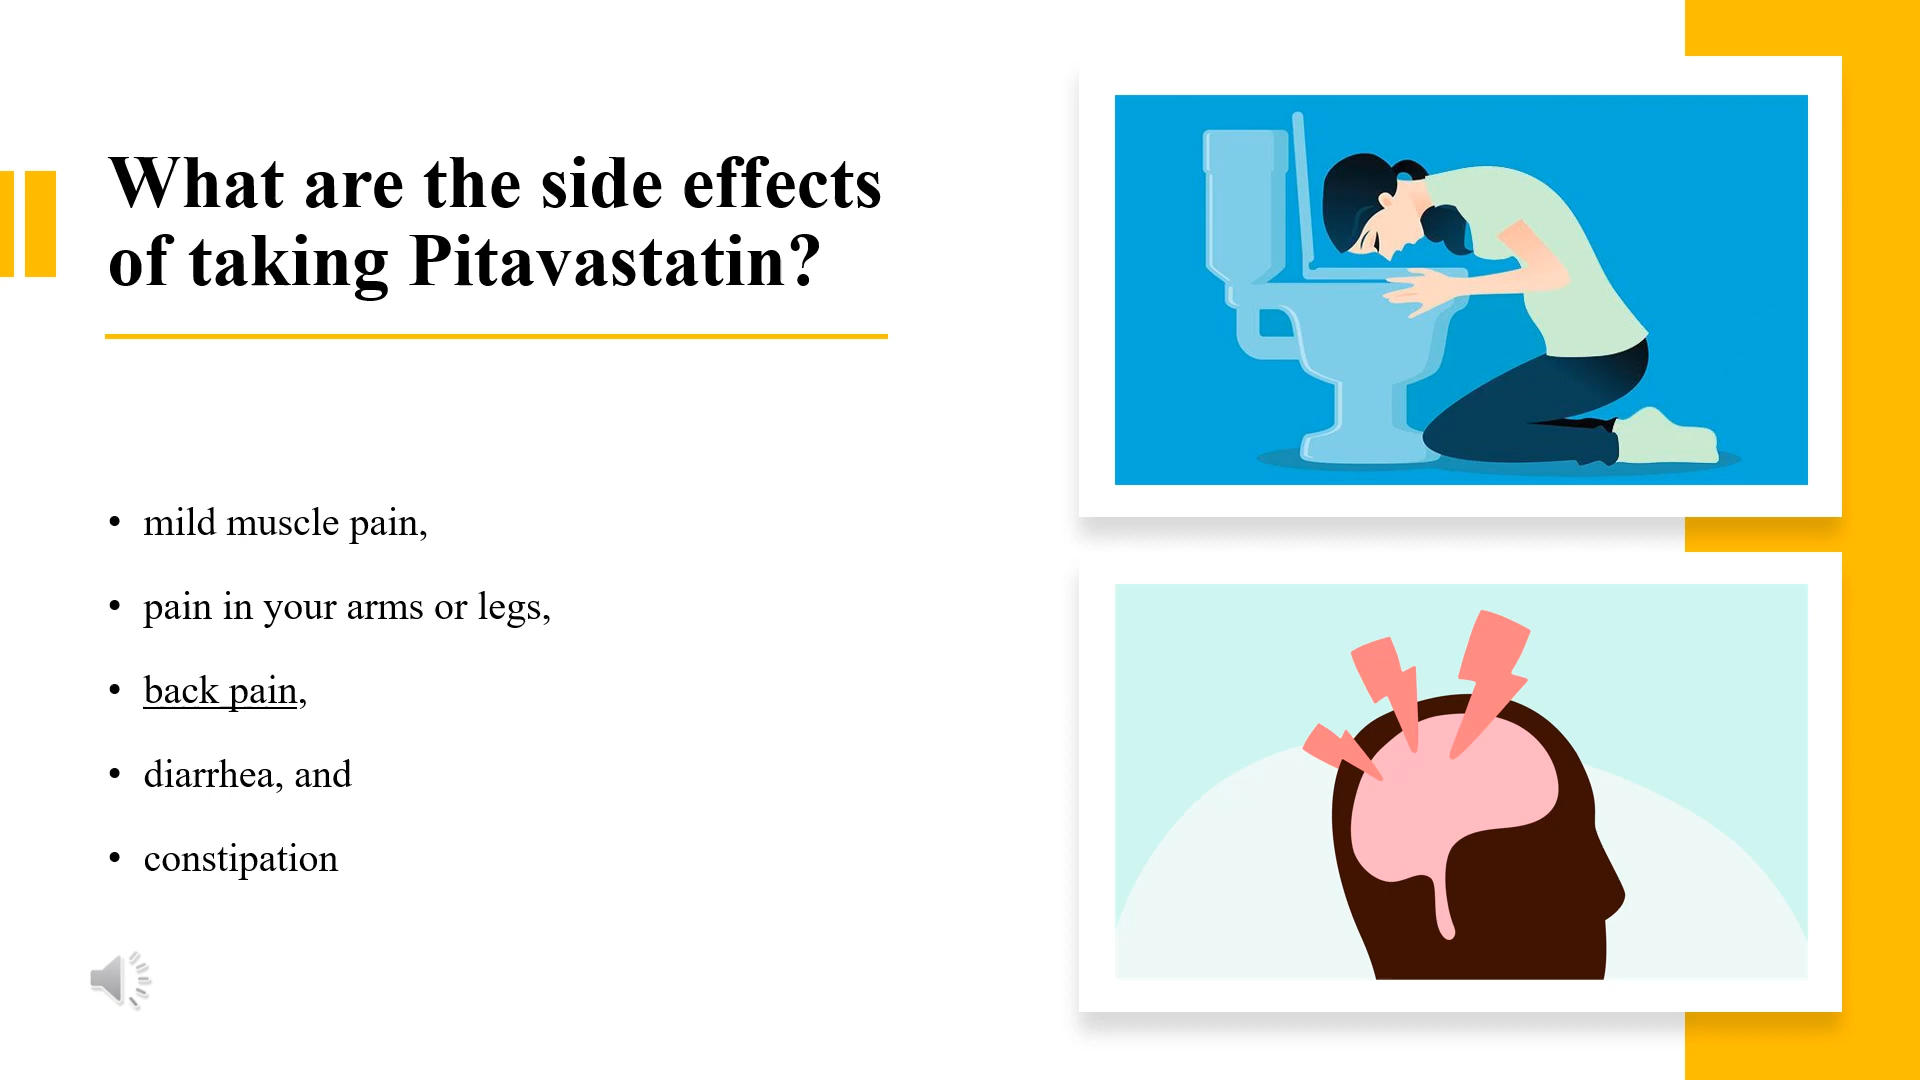 What are the side effects
of taking Pitavastatin?
• mild muscle pain,
• pain in your arms or legs,
• back pain,
• diarrhea, and
• constipation